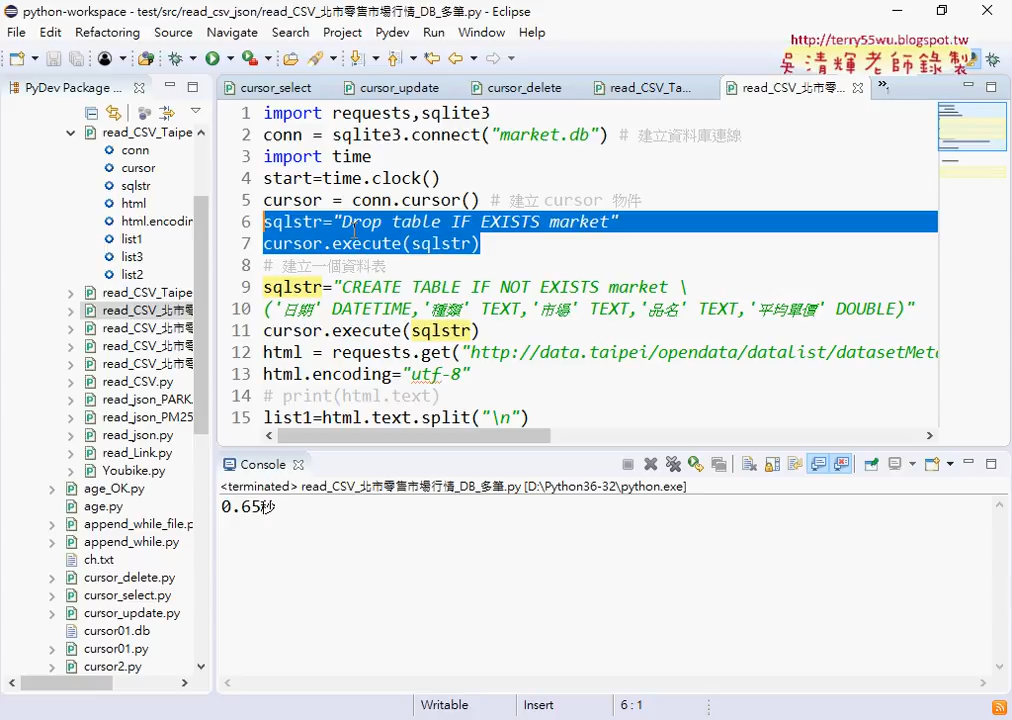 python-workspace - test/src/read_csv_json/read_CSV_北市零售市場行情_DB_多筆.py - Eclipse
File Edit Refactoring Source Navigate Search Project Pydev Run Window Help
http://terry55wu.blogspot.tw
吳清輝老師錄製
PyDev Package ...
cursor_select
cursor_update
cursor_delete
read_CSV_Ta...
read_CSV_北市零...
read_CSV_Taipe
conn
cursor
sqlstr
html
html.encodin
list1
list3
list2
read_CSV_Taipe
read_CSV_北市零
read_CSV_北市零
read_CSV_北市零
read_CSV_北市零
read_CSV.py
read_json_PARK.
read_json_PM25
read_json.py
read_Link.py
Youbike.py
age_OK.py
age.py
append_while_file.p
append_while.py
ch.txt
cursor_delete.py
cursor_select.py
cursor_update.py
cursor01.db
cursor01.py
cursor2.py
1 import requests,sqlite3
2 conn = sqlite3.connect("market.db") # 建立資料庫連線
3 import time
4 start=time.clock()
5 cursor = conn.cursor() # 建立 cursor 物件
6 sqlstr="Drop table IF EXISTS market"
7 cursor.execute(sqlstr)
8 # 建立一個資料表
9 sqlstr="CREATE TABLE IF NOT EXISTS market \
10 ('日期' DATETIME,'種類' TEXT,'市場' TEXT,'品名' TEXT,'平均單價' DOUBLE)"
11 cursor.execute(sqlstr)
12 html = requests.get("http://data.taipei/opendata/datalist/datasetMeta
13 html.encoding="utf-8"
14 # print(html.text)
15 list1=html.text.split("\n")
Console
<terminated> read_CSV_北市零售市場行情_DB_多筆.py [D:\Python36-32\python.exe]
0.65秒
Writable Insert 6 : 1